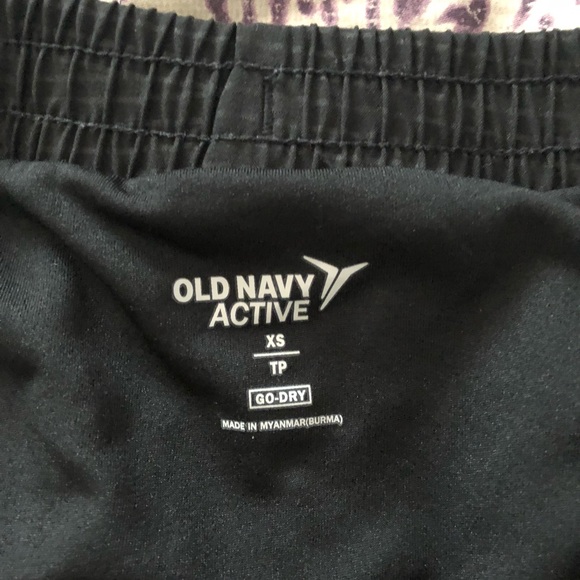 OLD NAVY
ACTIVE
XS
TP
GO-DRY
MADE IN MYANMAR(BURMA)